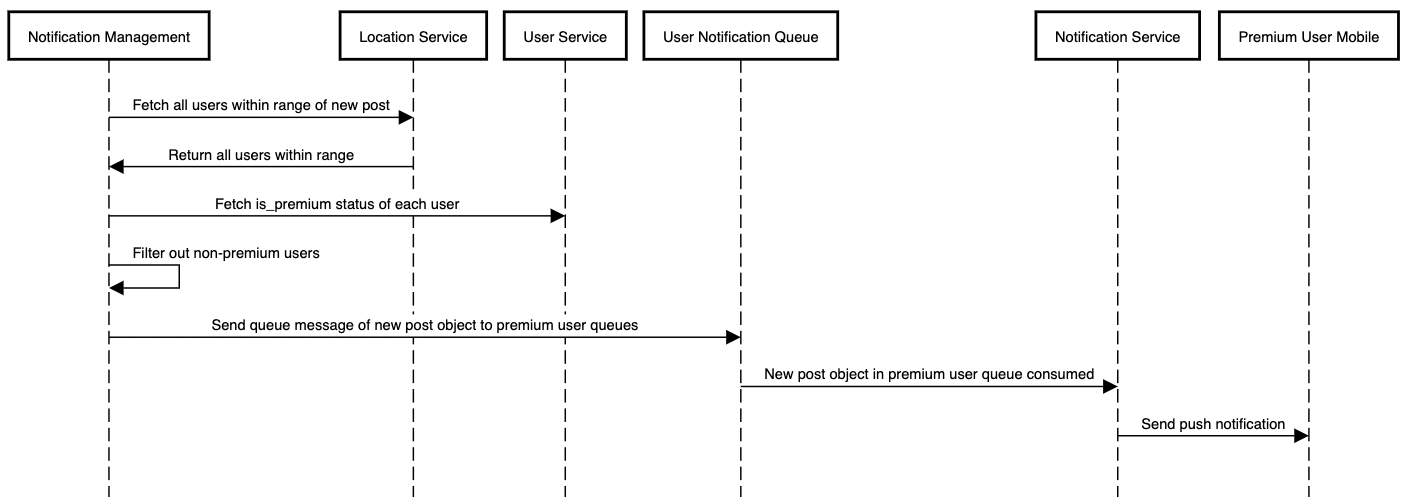 Notification Management
Location Service
User Service
User Notification Queue
Notification Service
Premium User Mobile
Fetch all users within range of new post
Return all users within range
Fetch is_premium status of each user
Filter out non-premium users
Send queue message of new post object to premium user queues
New post object in premium user queue consumed
Send push notification